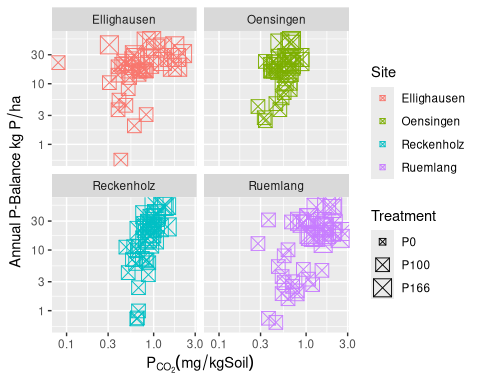 Ellighausen
Oensingen
30
10
3
1
Reckenholz
Ruemlang
30
10
3
1
0.1
0.3
1.0
3.0
0.1
0.3
1.0
3.0
Annual P-Balance kg P/ha
P_CO₂(mg/kgSoil)
Site
Ellighausen
Oensingen
Reckenholz
Ruemlang
Treatment
P0
P100
P166